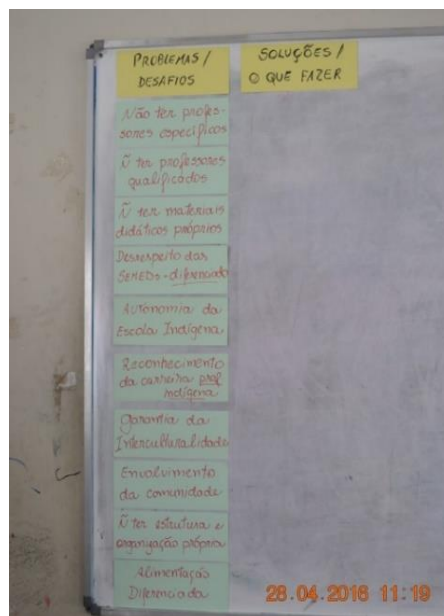 PROBLEMAS /
DESAFIOS
SOLUÇÕES /
O QUE FAZER
Não ter profes-
sores específicos
Ñ ter professores
qualificados
Ñ ter materiais
didáticos próprios
Desrespeito das
SEMEDs - diferenciado
Autonomia da
Escola Indígena
Reconhecimento
da carreira prof
indígena
Garantia da
Interculturalidade
Envolvimento
da comunidade
Ñ ter estrutura e
organização própria
Alimentação
Diferenciada
28.04.2016 11:19